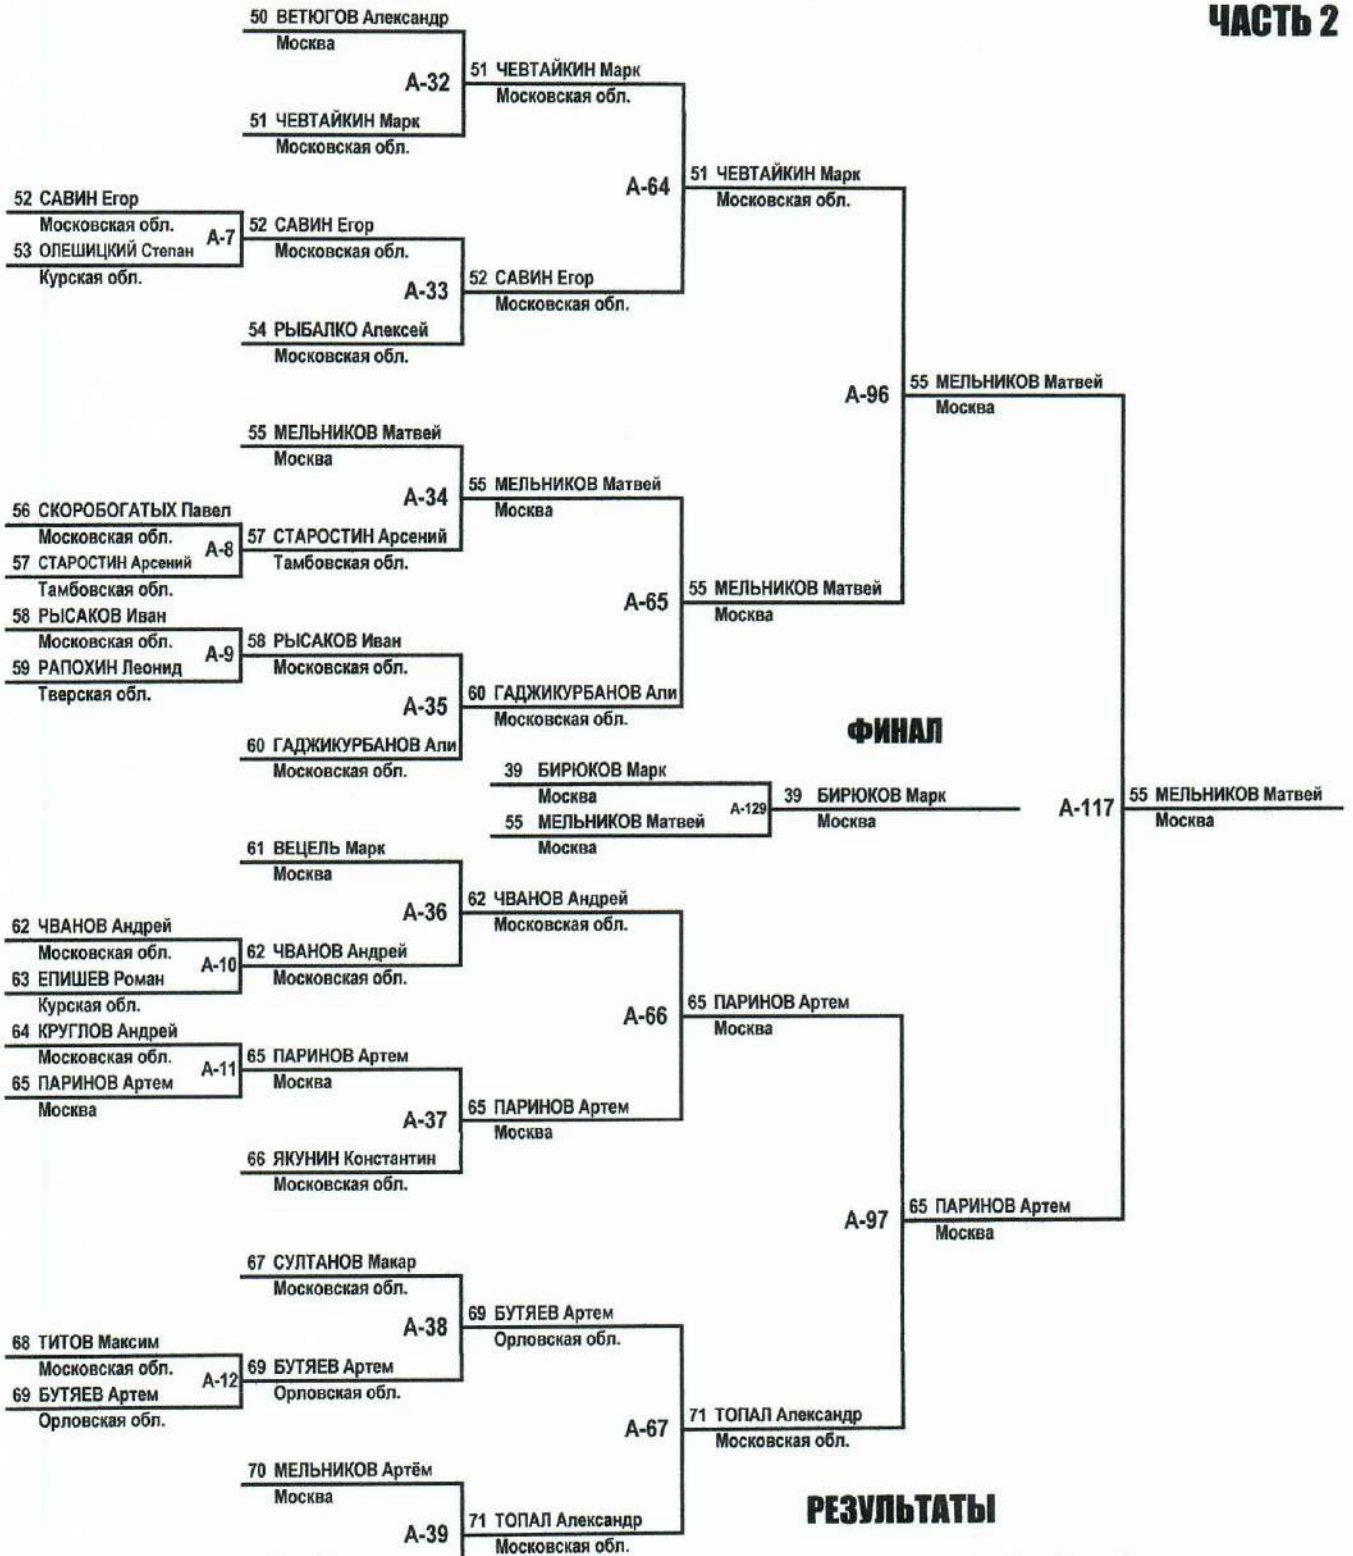 ЧАСТЬ 2
50 ВЕТЮГОВ Александр
Москва
А-32
51 ЧЕВТАЙКИН Марк
Московская обл.
51 ЧЕВТАЙКИН Марк
Московская обл.
А-64
51 ЧЕВТАЙКИН Марк
Московская обл.
52 САВИН Егор
Московская обл.
А-7
53 ОЛЕШИЦКИЙ Степан
Курская обл.
52 САВИН Егор
Московская обл.
А-33
52 САВИН Егор
Московская обл.
54 РЫБАЛКО Алексей
Московская обл.
А-96
55 МЕЛЬНИКОВ Матвей
Москва
55 МЕЛЬНИКОВ Матвей
Москва
А-34
55 МЕЛЬНИКОВ Матвей
Москва
56 СКОРОБОГАТЫХ Павел
Московская обл.
А-8
57 СТАРОСТИН Арсений
Тамбовская обл.
57 СТАРОСТИН Арсений
Тамбовская обл.
А-65
55 МЕЛЬНИКОВ Матвей
Москва
58 РЫСАКОВ Иван
Московская обл.
А-9
59 РАПОХИН Леонид
Тверская обл.
58 РЫСАКОВ Иван
Московская обл.
А-35
60 ГАДЖИКУРБАНОВ Али
Московская обл.
60 ГАДЖИКУРБАНОВ Али
Московская обл.
ФИНАЛ
39 БИРЮКОВ Марк
Москва
А-129
55 МЕЛЬНИКОВ Матвей
Москва
39 БИРЮКОВ Марк
Москва
А-117
55 МЕЛЬНИКОВ Матвей
Москва
61 ВЕЦЕЛЬ Марк
Москва
А-36
62 ЧВАНОВ Андрей
Московская обл.
62 ЧВАНОВ Андрей
Московская обл.
А-10
63 ЕПИШЕВ Роман
Курская обл.
62 ЧВАНОВ Андрей
Московская обл.
А-66
65 ПАРИНОВ Артем
Москва
64 КРУГЛОВ Андрей
Московская обл.
А-11
65 ПАРИНОВ Артем
Москва
65 ПАРИНОВ Артем
Москва
А-37
65 ПАРИНОВ Артем
Москва
66 ЯКУНИН Константин
Московская обл.
А-97
65 ПАРИНОВ Артем
Москва
67 СУЛТАНОВ Макар
Московская обл.
А-38
69 БУТЯЕВ Артем
Орловская обл.
68 ТИТОВ Максим
Московская обл.
А-12
69 БУТЯЕВ Артем
Орловская обл.
69 БУТЯЕВ Артем
Орловская обл.
А-67
71 ТОПАЛ Александр
Московская обл.
70 МЕЛЬНИКОВ Артём
Москва
А-39
71 ТОПАЛ Александр
Московская обл.
РЕЗУЛЬТАТЫ